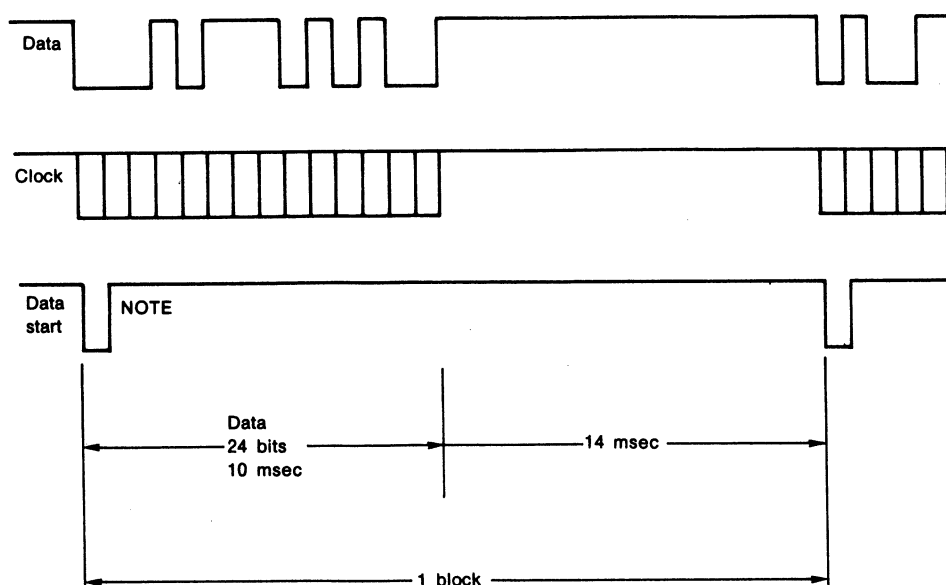 Data
Clock
Data
start
NOTE
Data
24 bits
10 msec
14 msec
1 block